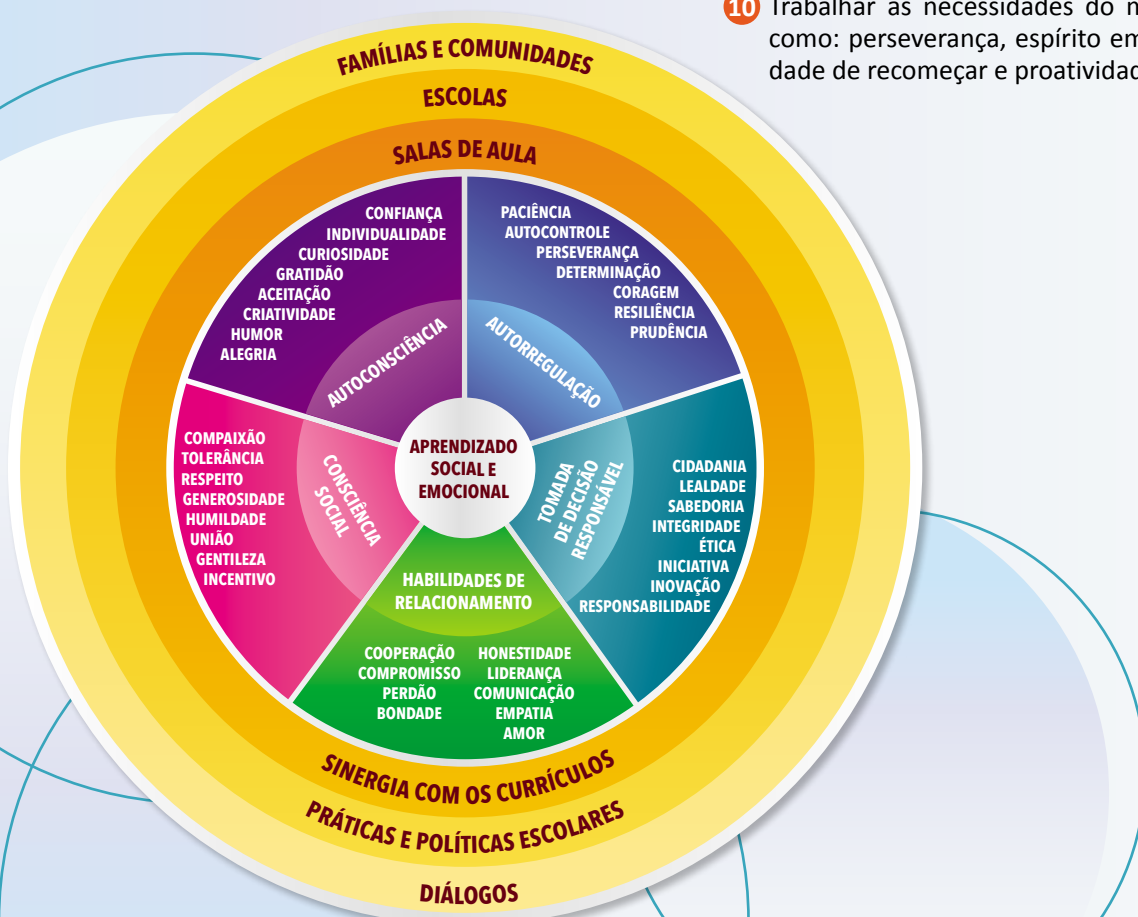 10 Trabalhar as necessidades do
como: perseverança, espírito
de recomeçar e
FAMÍLIAS E COMUNIDADES
ESCOLAS
SALAS DE AULA
CONFIANÇA
INDIVIDUALIDADE
CURIOSIDADE
GRATIDÃO
ACEITAÇÃO
CRIATIVIDADE
HUMOR
ALEGRIA
AUTOCONSCIÊNCIA
PACIÊNCIA
AUTOCONTROLE
PERSEVERANÇA
DETERMINAÇÃO
CORAGEM
RESILIÊNCIA
PRUDÊNCIA
AUTORREGULAÇÃO
COMPAIXÃO
TOLERÂNCIA
RESPEITO
GENEROSIDADE
HUMILDADE
UNIÃO
GENTILEZA
INCENTIVO
CONSCIÊNCIA
SOCIAL
APRENDIZADO
SOCIAL E
EMOCIONAL
TOMADA
DE DECISÃO
RESPONSÁVEL
CIDADANIA
LEALDADE
SABEDORIA
INTEGRIDADE
ÉTICA
INICIATIVA
INOVAÇÃO
RESPONSABILIDADE
HABILIDADES DE
RELACIONAMENTO
COOPERAÇÃO
COMPROMISSO
PERDÃO
BONDADE
HONESTIDADE
LIDERANÇA
COMUNICAÇÃO
EMPATIA
AMOR
SINERGIA COM OS CURRÍCULOS
PRÁTICAS E POLÍTICAS ESCOLARES
DIÁLOGOS